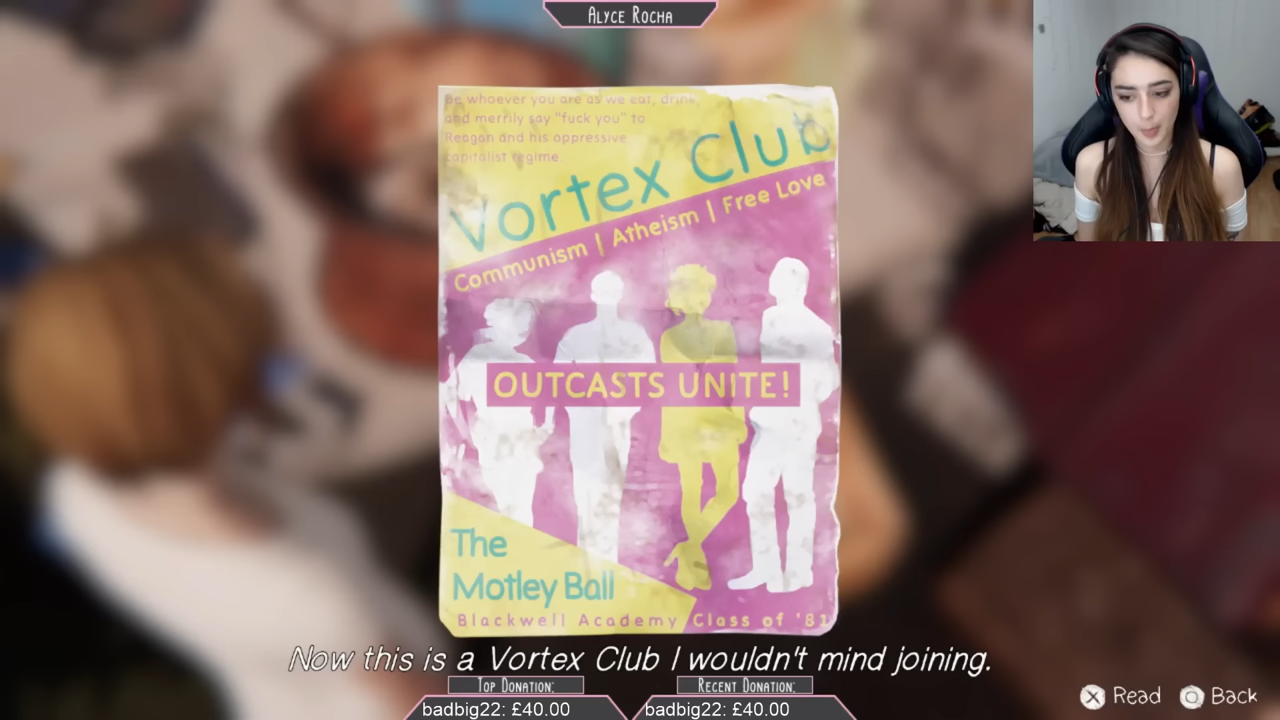 Alyce Rocha
Be whoever you are as we eat, drink,
and merrily say "fuck you" to
Reagan and his oppressive
capitalist regime.
Vortex Club
Communism | Atheism | Free Love
OUTCASTS UNITE!
The
Motley Ball
Blackwell Academy Class of '81
Now this is a Vortex Club I wouldn't mind joining.
Top Donation:
badbig22: £40.00
Recent Donation:
badbig22: £40.00
Read
Back